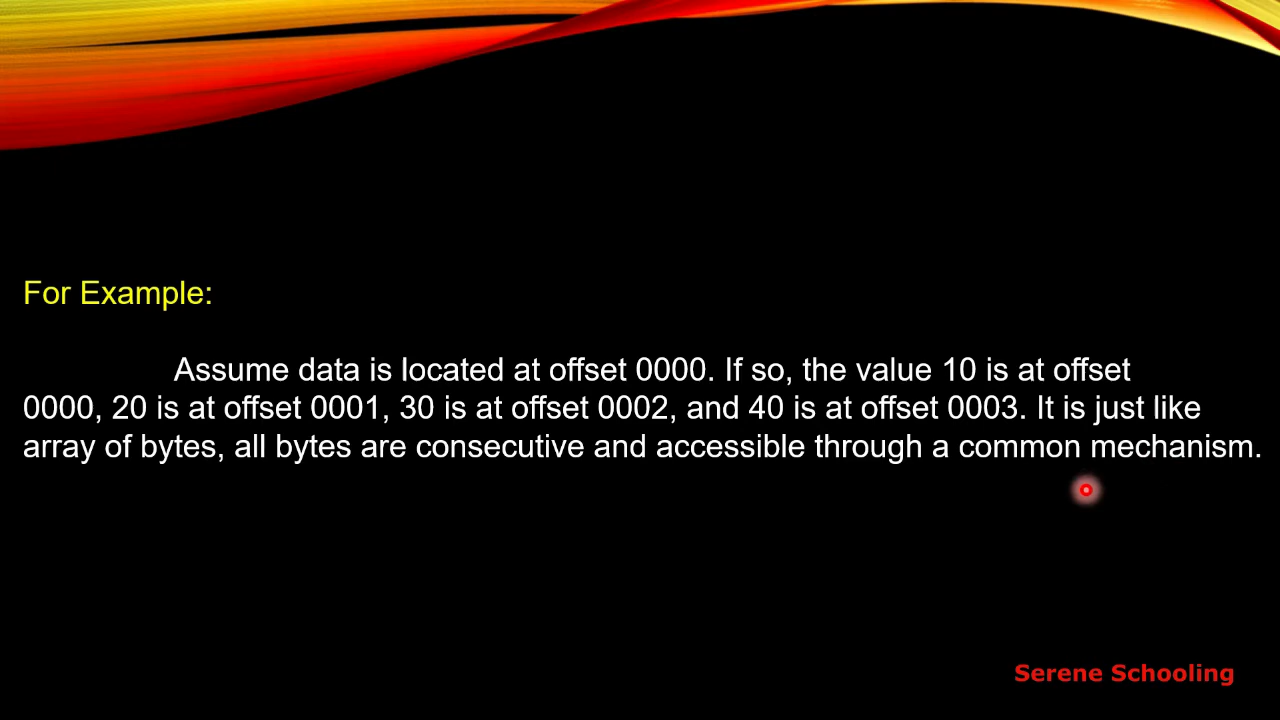 For Example:
Assume data is located at offset 0000. If so, the value 10 is at offset
0000, 20 is at offset 0001, 30 is at offset 0002, and 40 is at offset 0003. It is just like
array of bytes, all bytes are consecutive and accessible through a common mechanism.
Serene Schooling